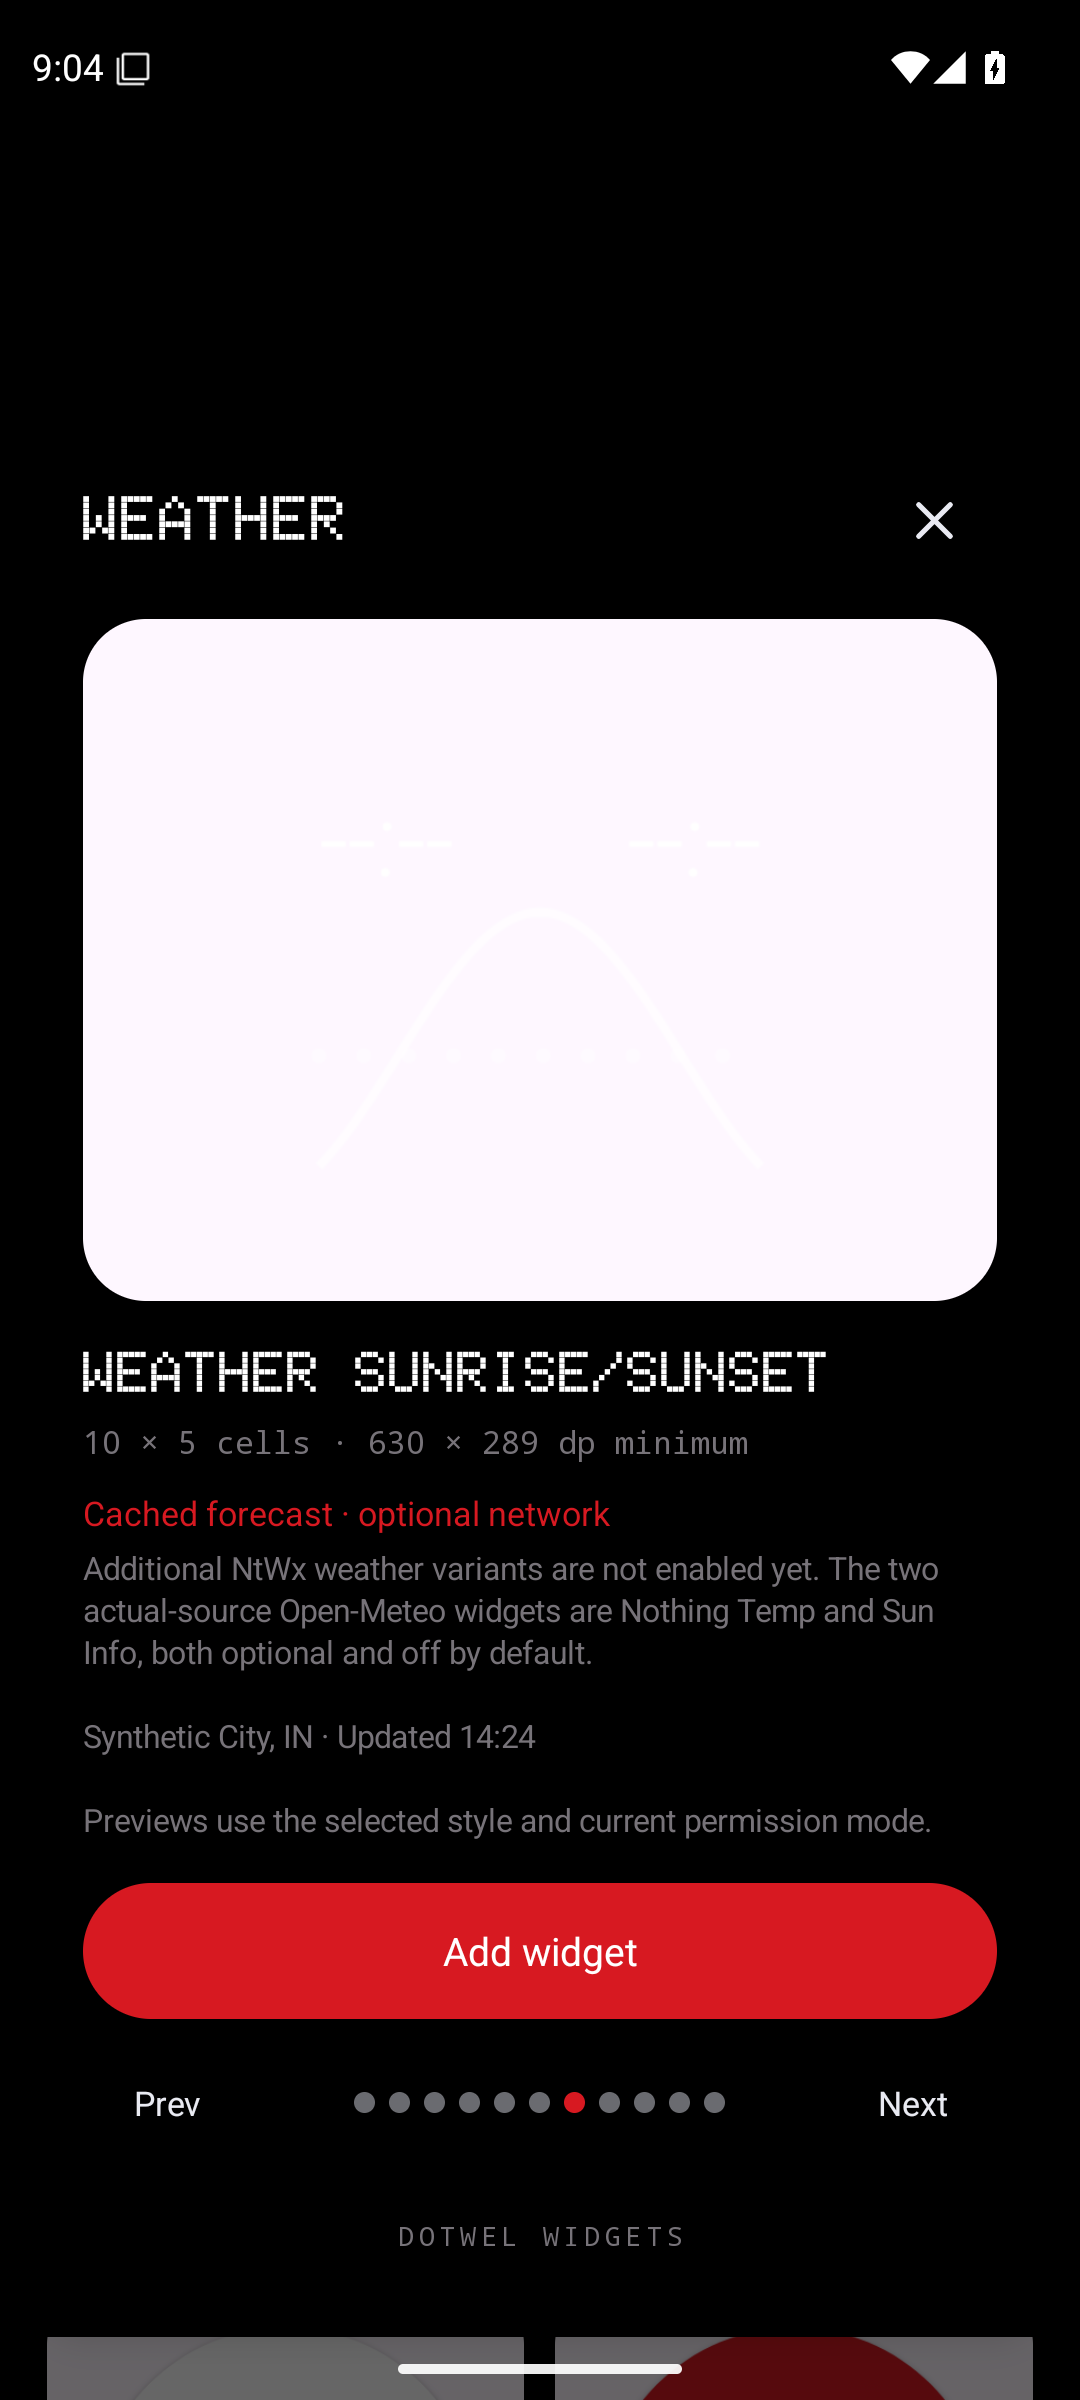 9:04
WEATHER
--:-- --:--
WEATHER SUNRISE/SUNSET
10 × 5 cells · 630 × 289 dp minimum
Cached forecast · optional network
Additional NtWx weather variants are not enabled yet. The two
actual-source Open-Meteo widgets are Nothing Temp and Sun
Info, both optional and off by default.
Synthetic City, IN · Updated 14:24
Previews use the selected style and current permission mode.
Add widget
Prev Next
DOTWEL WIDGETS